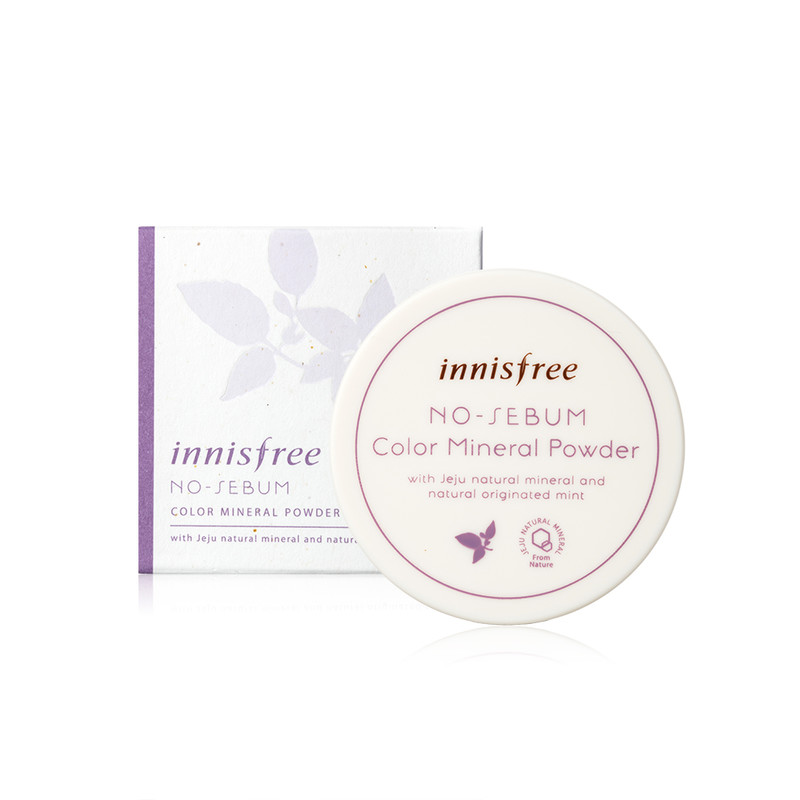 innisfree
NO-SEBUM
COLOR MINERAL POWDER
with Jeju natural mineral and natura
innisfree
NO-SEBUM
Color Mineral Powder
with Jeju natural mineral and
natural originated mint
JEJU NATURAL MINERAL
From
Nature